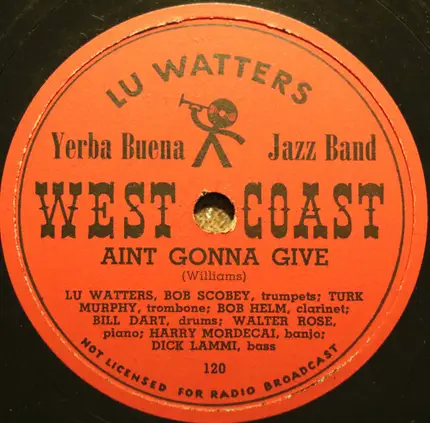 LU WATTERS
Yerba Buena Jazz Band
WEST COAST
AINT GONNA GIVE
(Williams)
LU WATTERS, BOB SCOBEY, trumpets; TURK
MURPHY, trombone; BOB HELM, clarinet;
BILL DART, drums; WALTER ROSE,
piano; HARRY MORDECAI, banjo;
DICK LAMMI, bass
120
NOT LICENSED FOR RADIO BROADCAST